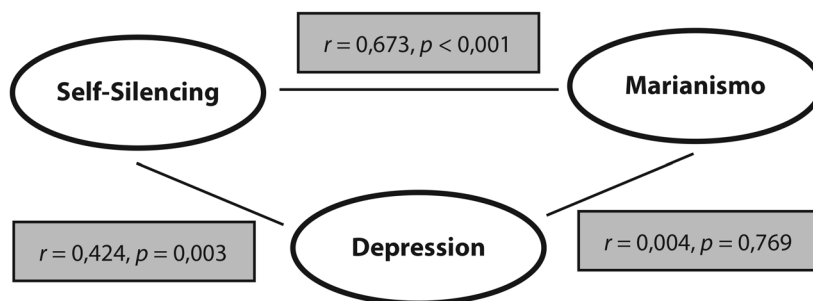 r = 0,673, p < 0,001
Self-Silencing
Marianismo
r = 0,424, p = 0,003
Depression
r = 0,004, p = 0,769